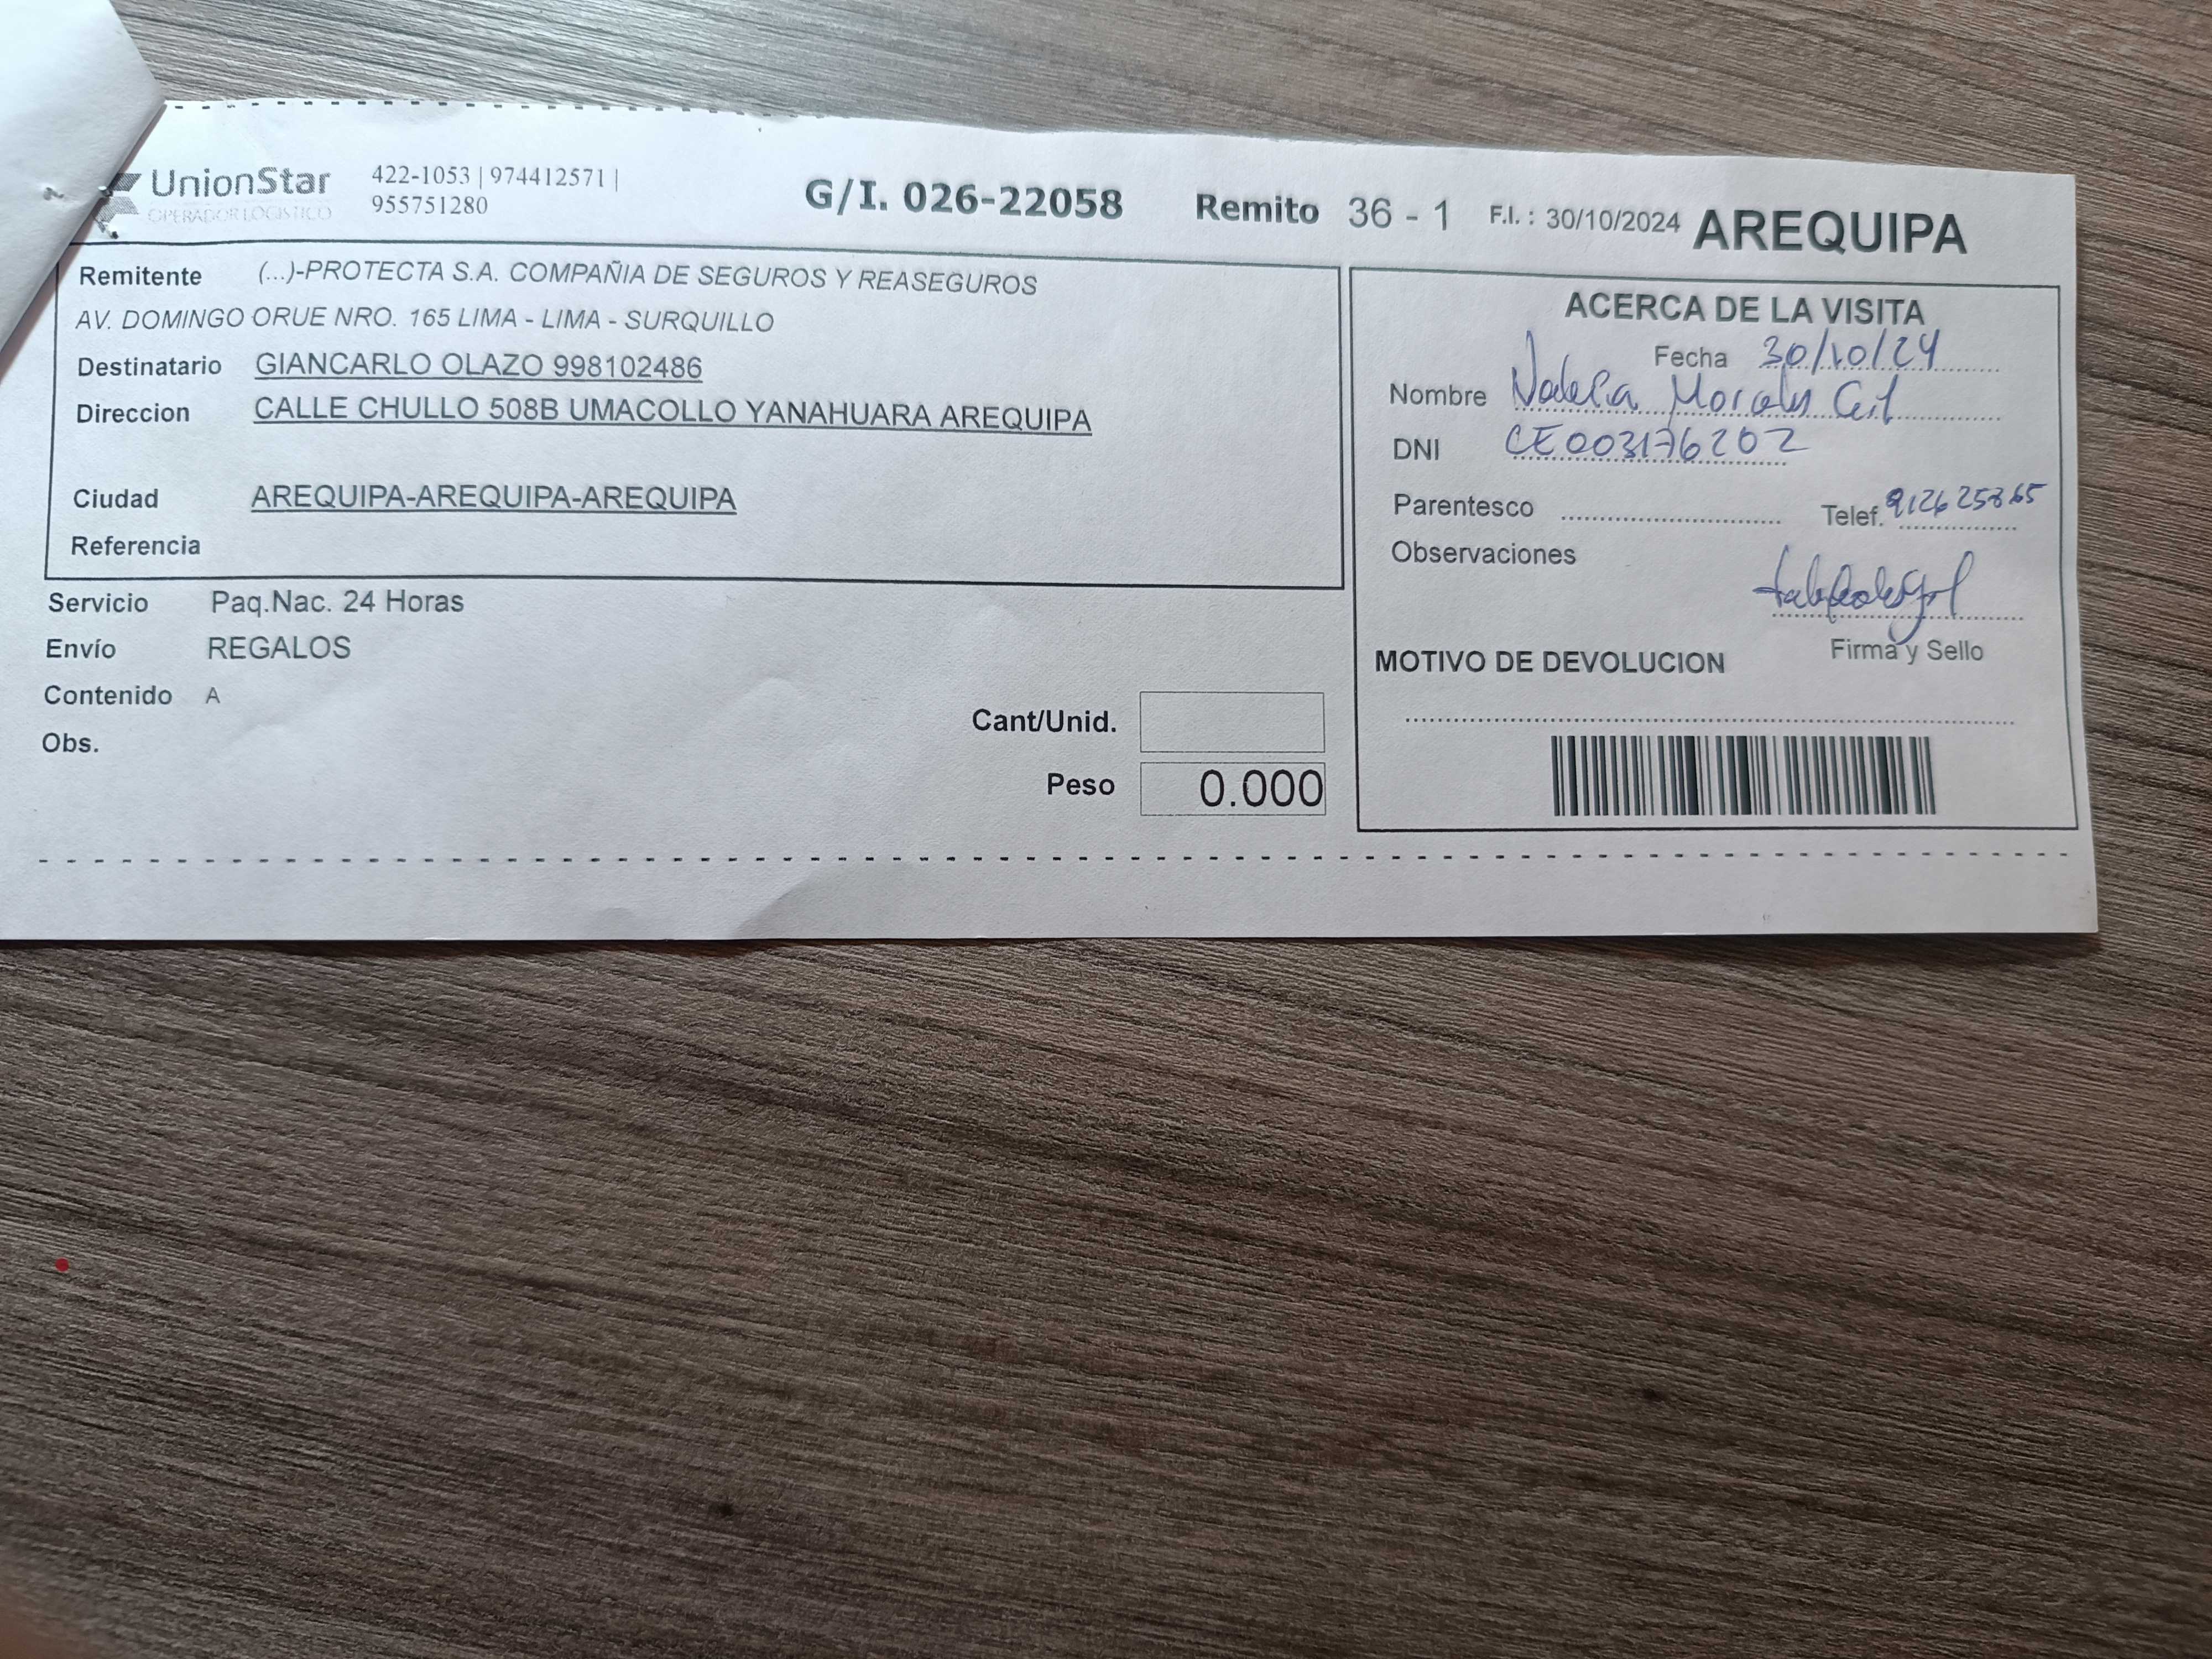 UnionStar
OPERADOR LOGISTICO
422-1053 | 974412571 |
955751280
G/I. 026-22058
Remito 36 - 1
F.I. : 30/10/2024
AREQUIPA
Remitente (...)-PROTECTA S.A. COMPAÑIA DE SEGUROS Y REASEGUROS
AV. DOMINGO ORUE NRO. 165 LIMA - LIMA - SURQUILLO
Destinatario GIANCARLO OLAZO 998102486
Direccion CALLE CHULLO 508B UMACOLLO YANAHUARA AREQUIPA
Ciudad AREQUIPA-AREQUIPA-AREQUIPA
Referencia
Servicio Paq.Nac. 24 Horas
Envío REGALOS
Contenido A
Obs.
Cant/Unid.
Peso 0.000
ACERCA DE LA VISITA
Fecha 30/10/24
Nombre Morales
DNI CE003176202
Parentesco
Telef.
Observaciones
Firma y Sello
MOTIVO DE DEVOLUCION